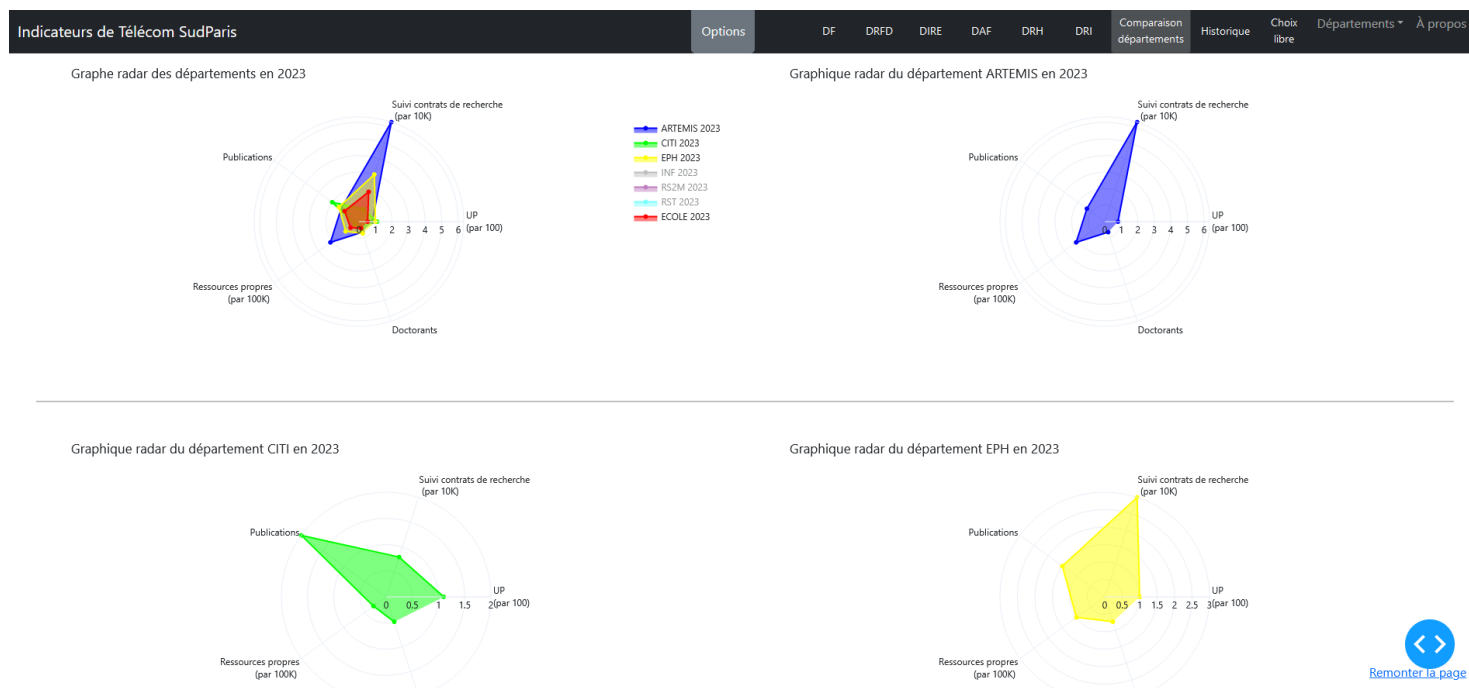 Indicateurs de Télécom SudParis
Options
DF
DRFD
DIRE
DAF
DRH
DRI
Comparaison
départements
Historique
Choix
libre
Départements
À propos
Graphe radar des départements en 2023
Suivi contrats de recherche
(par 10K)
Publications
UP
(par 100)
0 1 2 3 4 5 6
Ressources propres
(par 100K)
Doctorants
ARTEMIS 2023
CITI 2023
EPH 2023
INF 2023
RS2M 2023
RST 2023
ECOLE 2023
Graphique radar du département ARTEMIS en 2023
Suivi contrats de recherche
(par 10K)
Publications
UP
(par 100)
0 1 2 3 4 5 6
Ressources propres
(par 100K)
Doctorants
Graphique radar du département CITI en 2023
Suivi contrats de recherche
(par 10K)
Publications
UP
(par 100)
0 0.5 1 1.5 2
Ressources propres
(par 100K)
Graphique radar du département EPH en 2023
Suivi contrats de recherche
(par 10K)
Publications
UP
(par 100)
0 0.5 1 1.5 2 2.5 3
Ressources propres
(par 100K)
Remonter la page